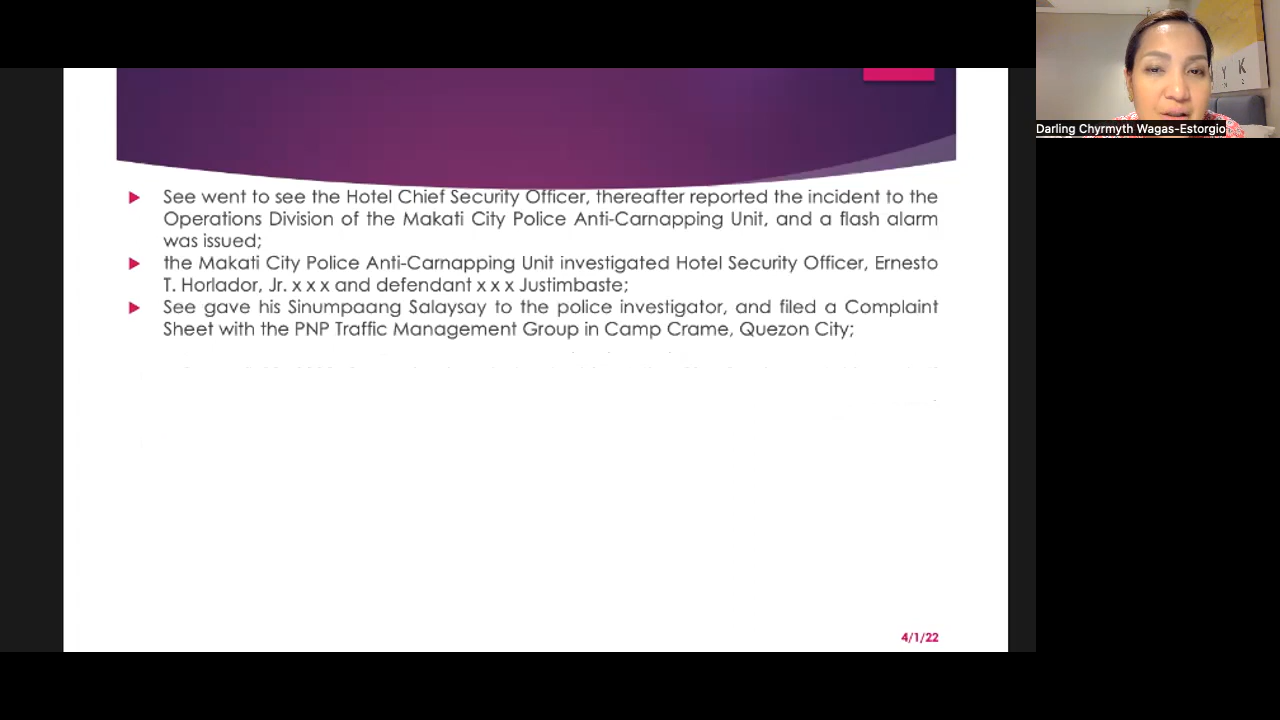 Darling Chyrmyth Wagas-Estorgio
See went to see the Hotel Chief Security Officer, thereafter reported the incident to the
Operations Division of the Makati City Police Anti-Carnapping Unit, and a flash alarm
was issued;
the Makati City Police Anti-Carnapping Unit investigated Hotel Security Officer, Ernesto
T. Horlador, Jr. x x x and defendant x x x Justimbaste;
See gave his Sinumpaang Salaysay to the police investigator, and filed a Complaint
Sheet with the PNP Traffic Management Group in Camp Crame, Quezon City;
4/1/22